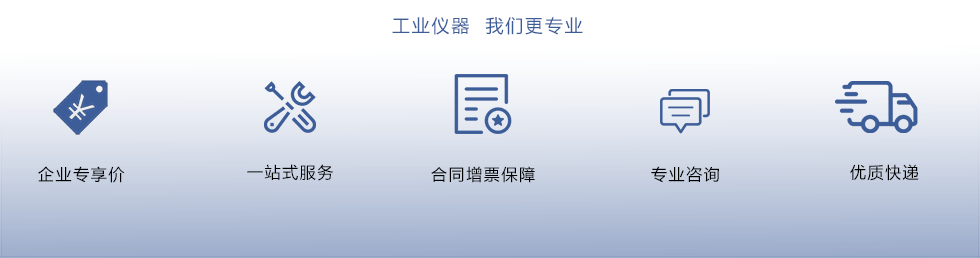 工业仪器 我们更专业
¥
企业专享价
一站式服务
合同增票保障
专业咨询
优质快递